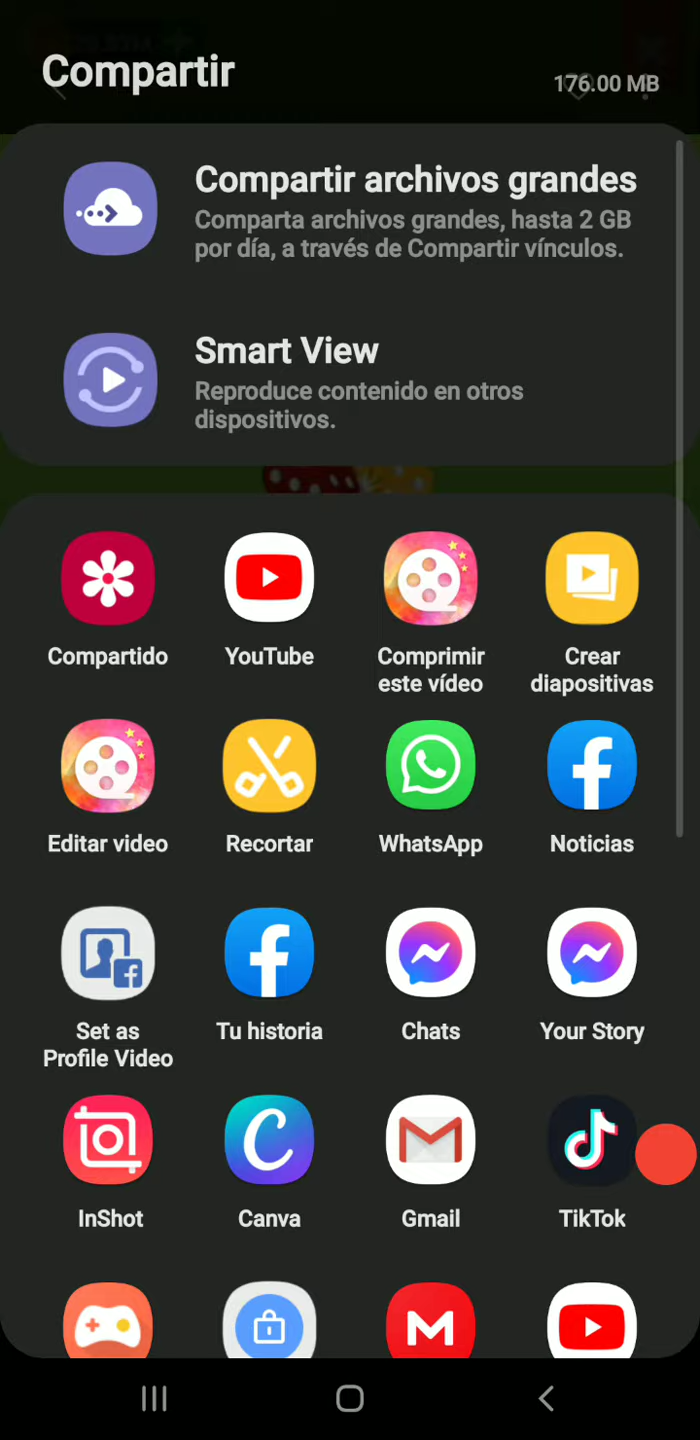 Compartir
176.00 MB
Compartir archivos grandes
Comparta archivos grandes, hasta 2 GB
por día, a través de Compartir vínculos.
Smart View
Reproduce contenido en otros
dispositivos.
Compartido
YouTube
Comprimir
este vídeo
Crear
diapositivas
Editar video
Recortar
WhatsApp
Noticias
Set as
Profile Video
Tu historia
Chats
Your Story
InShot
Canva
Gmail
TikTok